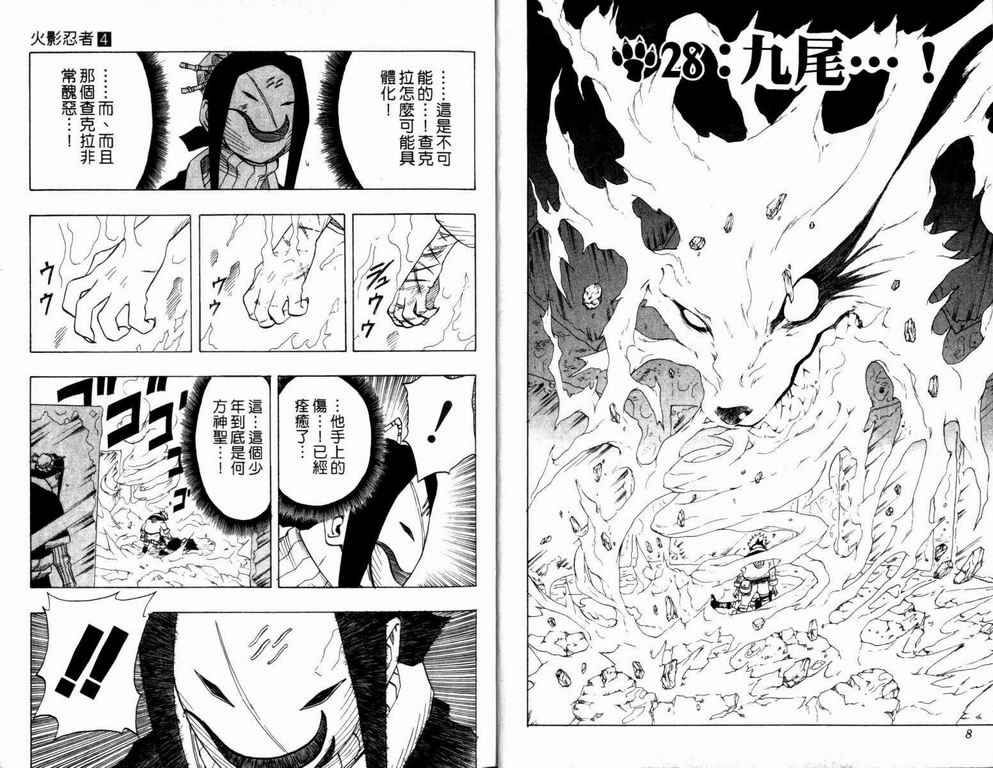 28：九尾…！
8
火影忍者4
……這是不可
能的…！查克
拉怎麼可能具
體化！
……而、而且
那個查克拉非
常醜惡…！
シュウウ
ウウ
ウウ
！
…他手上的
傷…！已經
痊癒了…
這…這個少
年到底是何
方神聖…！
ゴゴゴ
ゴゴゴ
!!